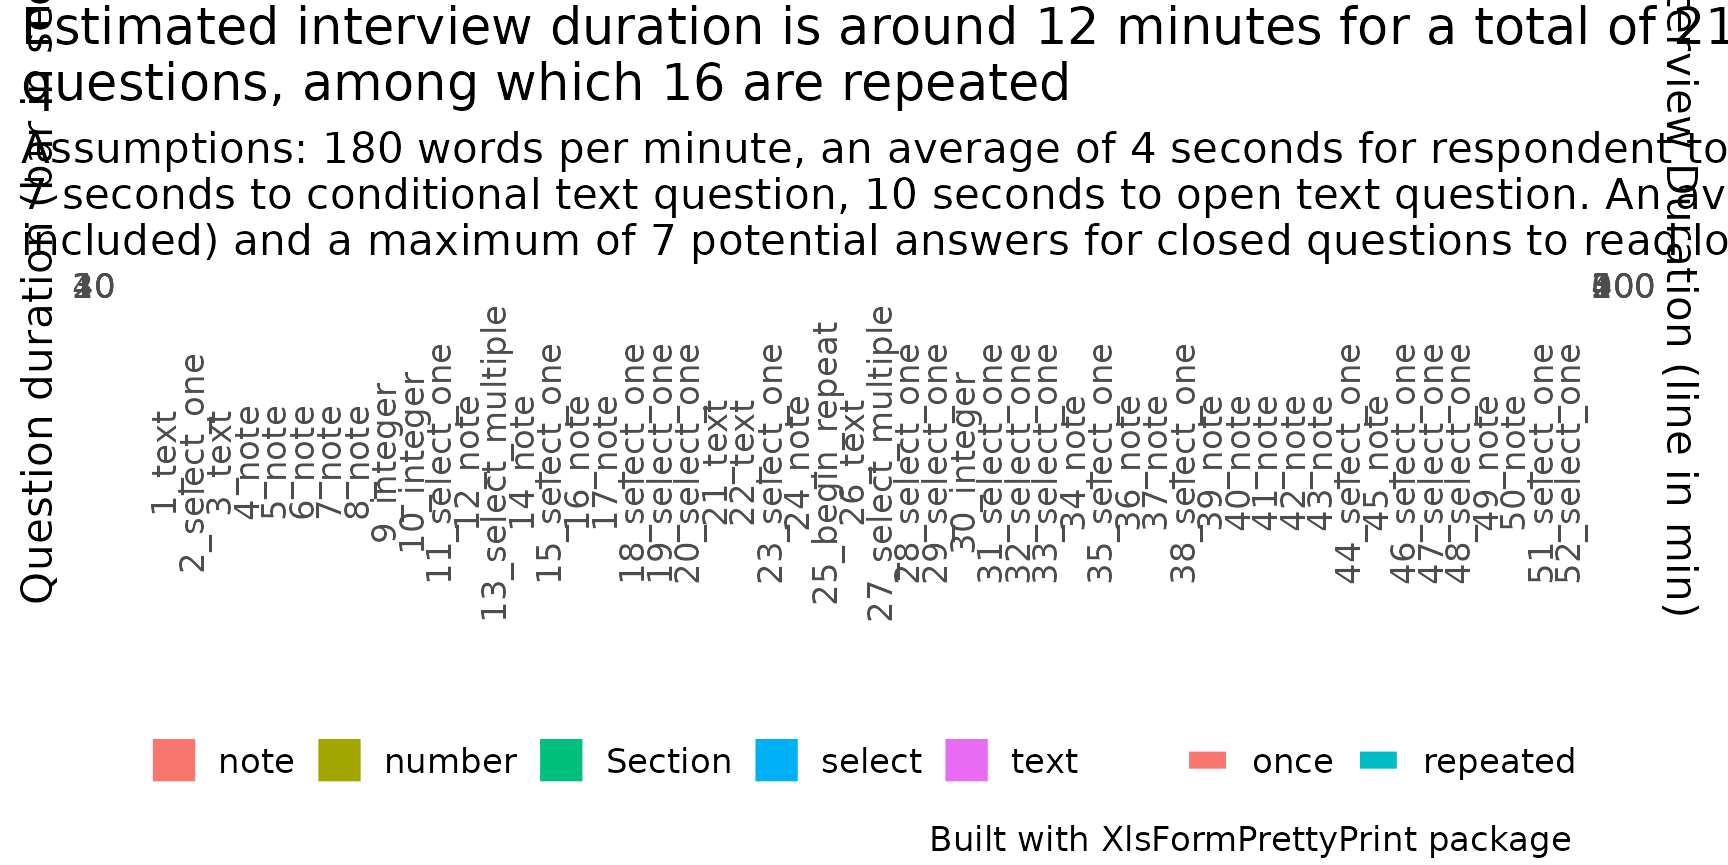 Estimated interview duration is around 12 minutes for a total of 21
questions, among which 16 are repeated
Assumptions: 180 words per minute, an average of 4 seconds for respondent to
7 seconds to conditional text question, 10 seconds to open text question. An av
included) and a maximum of 7 potential answers for closed questions to read lo
Question duration (bar in sec
terview Duration (line in min)
1_text
2_select_one
3_text
4_note
5_note
6_note
7_note
8_note
9_integer
10_integer
11_select_one
12_note
13_select_multiple
14_note
15_select_one
16_note
17_note
18_select_one
19_select_one
20_select_one
21_text
22_text
23_select_one
24_note
25_begin_repeat
26_text
27_select_multiple
28_select_one
29_select_one
30_integer
31_select_one
32_select_one
33_select_one
34_note
35_select_one
36_note
37_note
38_select_one
39_note
40_note
41_note
42_note
43_note
44_select_one
45_note
46_select_one
47_select_one
48_select_one
49_note
50_note
51_select_one
52_select_one
note number Section select text once repeated
Built with XlsFormPrettyPrint package